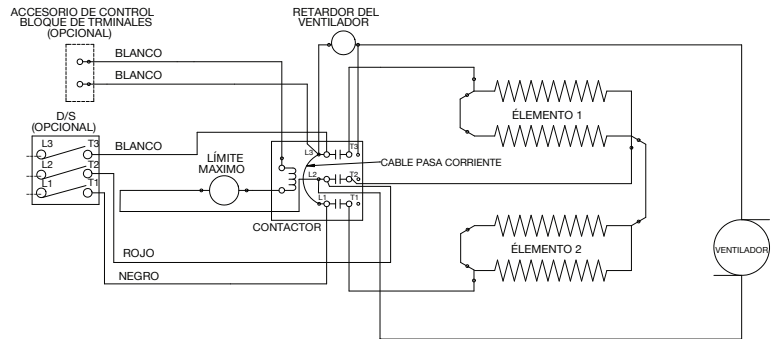 ACCESORIO DE CONTROL
BLOQUE DE TRMINALES
(OPCIONAL)
RETARDOR DEL
VENTILADOR
BLANCO
BLANCO
D/S
(OPCIONAL)
L3
T3
L2
T2
L1
T1
BLANCO
LÍMITE
MAXIMO
L3
T3
CABLE PASA CORRIENTE
L2
T2
L1
T1
CONTACTOR
ROJO
NEGRO
ÉLEMENTO 1
ÉLEMENTO 2
VENTILADOR